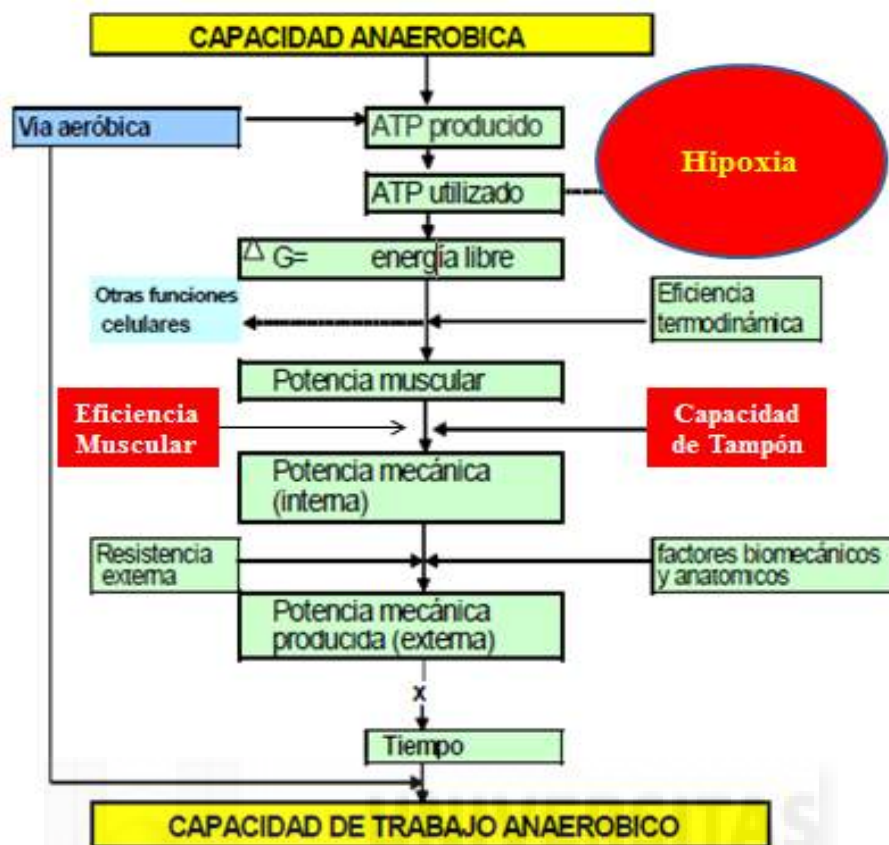 CAPACIDAD ANAEROBICA
Via aeróbica
ATP producido
Hipoxia
ATP utilizado
△ G= energía libre
Otras funciones
celulares
Eficiencia
termodinámica
Potencia muscular
Eficiencia
Muscular
Capacidad
de Tampón
Potencia mecánica
(interna)
Resistencia
externa
factores biomecánicos
y anatomicos
Potencia mecánica
producida (externa)
x
Tiempo
CAPACIDAD DE TRABAJO ANAEROBICO